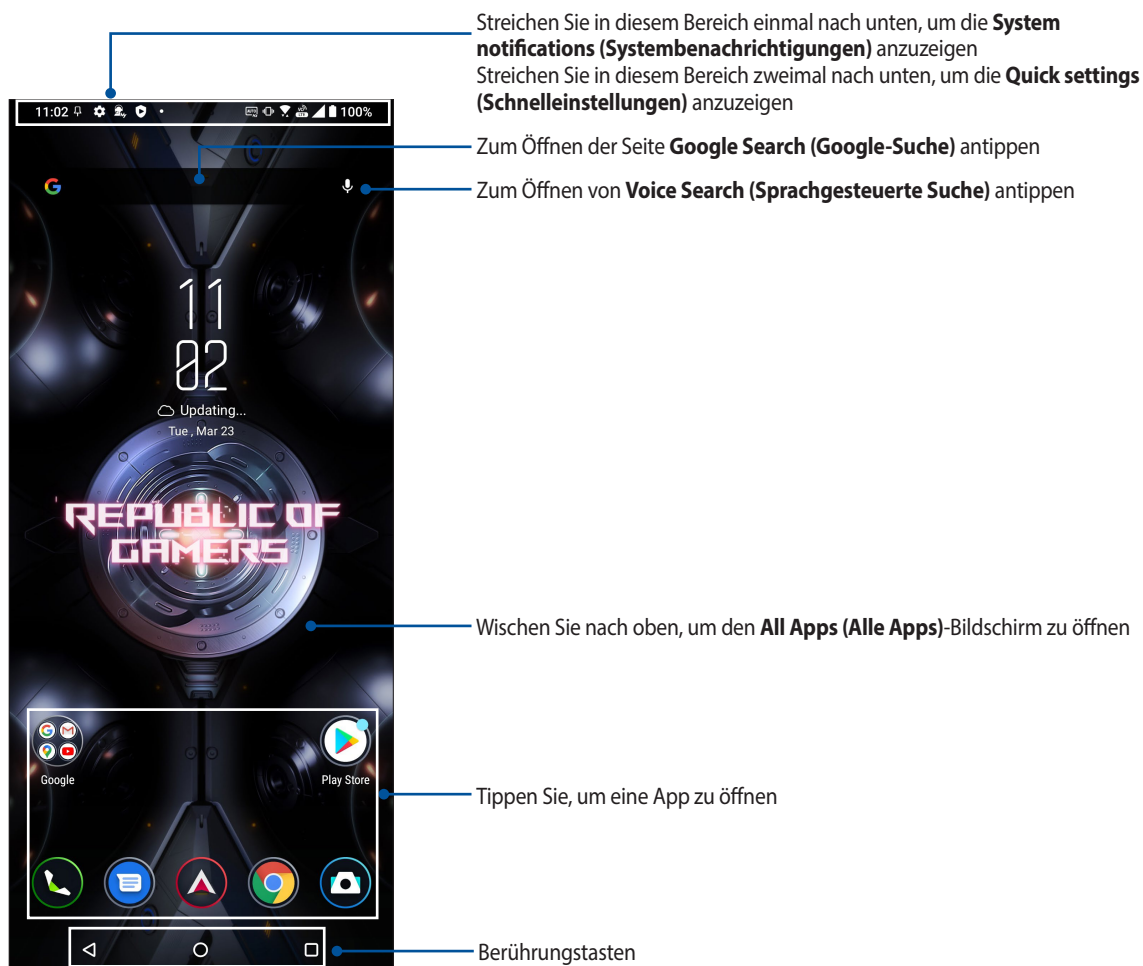 Streichen Sie in diesem Bereich einmal nach unten, um die System
notifications (Systembenachrichtigungen) anzuzeigen
Streichen Sie in diesem Bereich zweimal nach unten, um die Quick settings
(Schnelleinstellungen) anzuzeigen
11:02 100%
Zum Öffnen der Seite Google Search (Google-Suche) antippen
Zum Öffnen von Voice Search (Sprachgesteuerte Suche) antippen
11
02
Updating...
Tue , Mar 23
REPUBLIC OF
GAMERS
Wischen Sie nach oben, um den All Apps (Alle Apps)-Bildschirm zu öffnen
Google
Play Store
Tippen Sie, um eine App zu öffnen
Berührungstasten